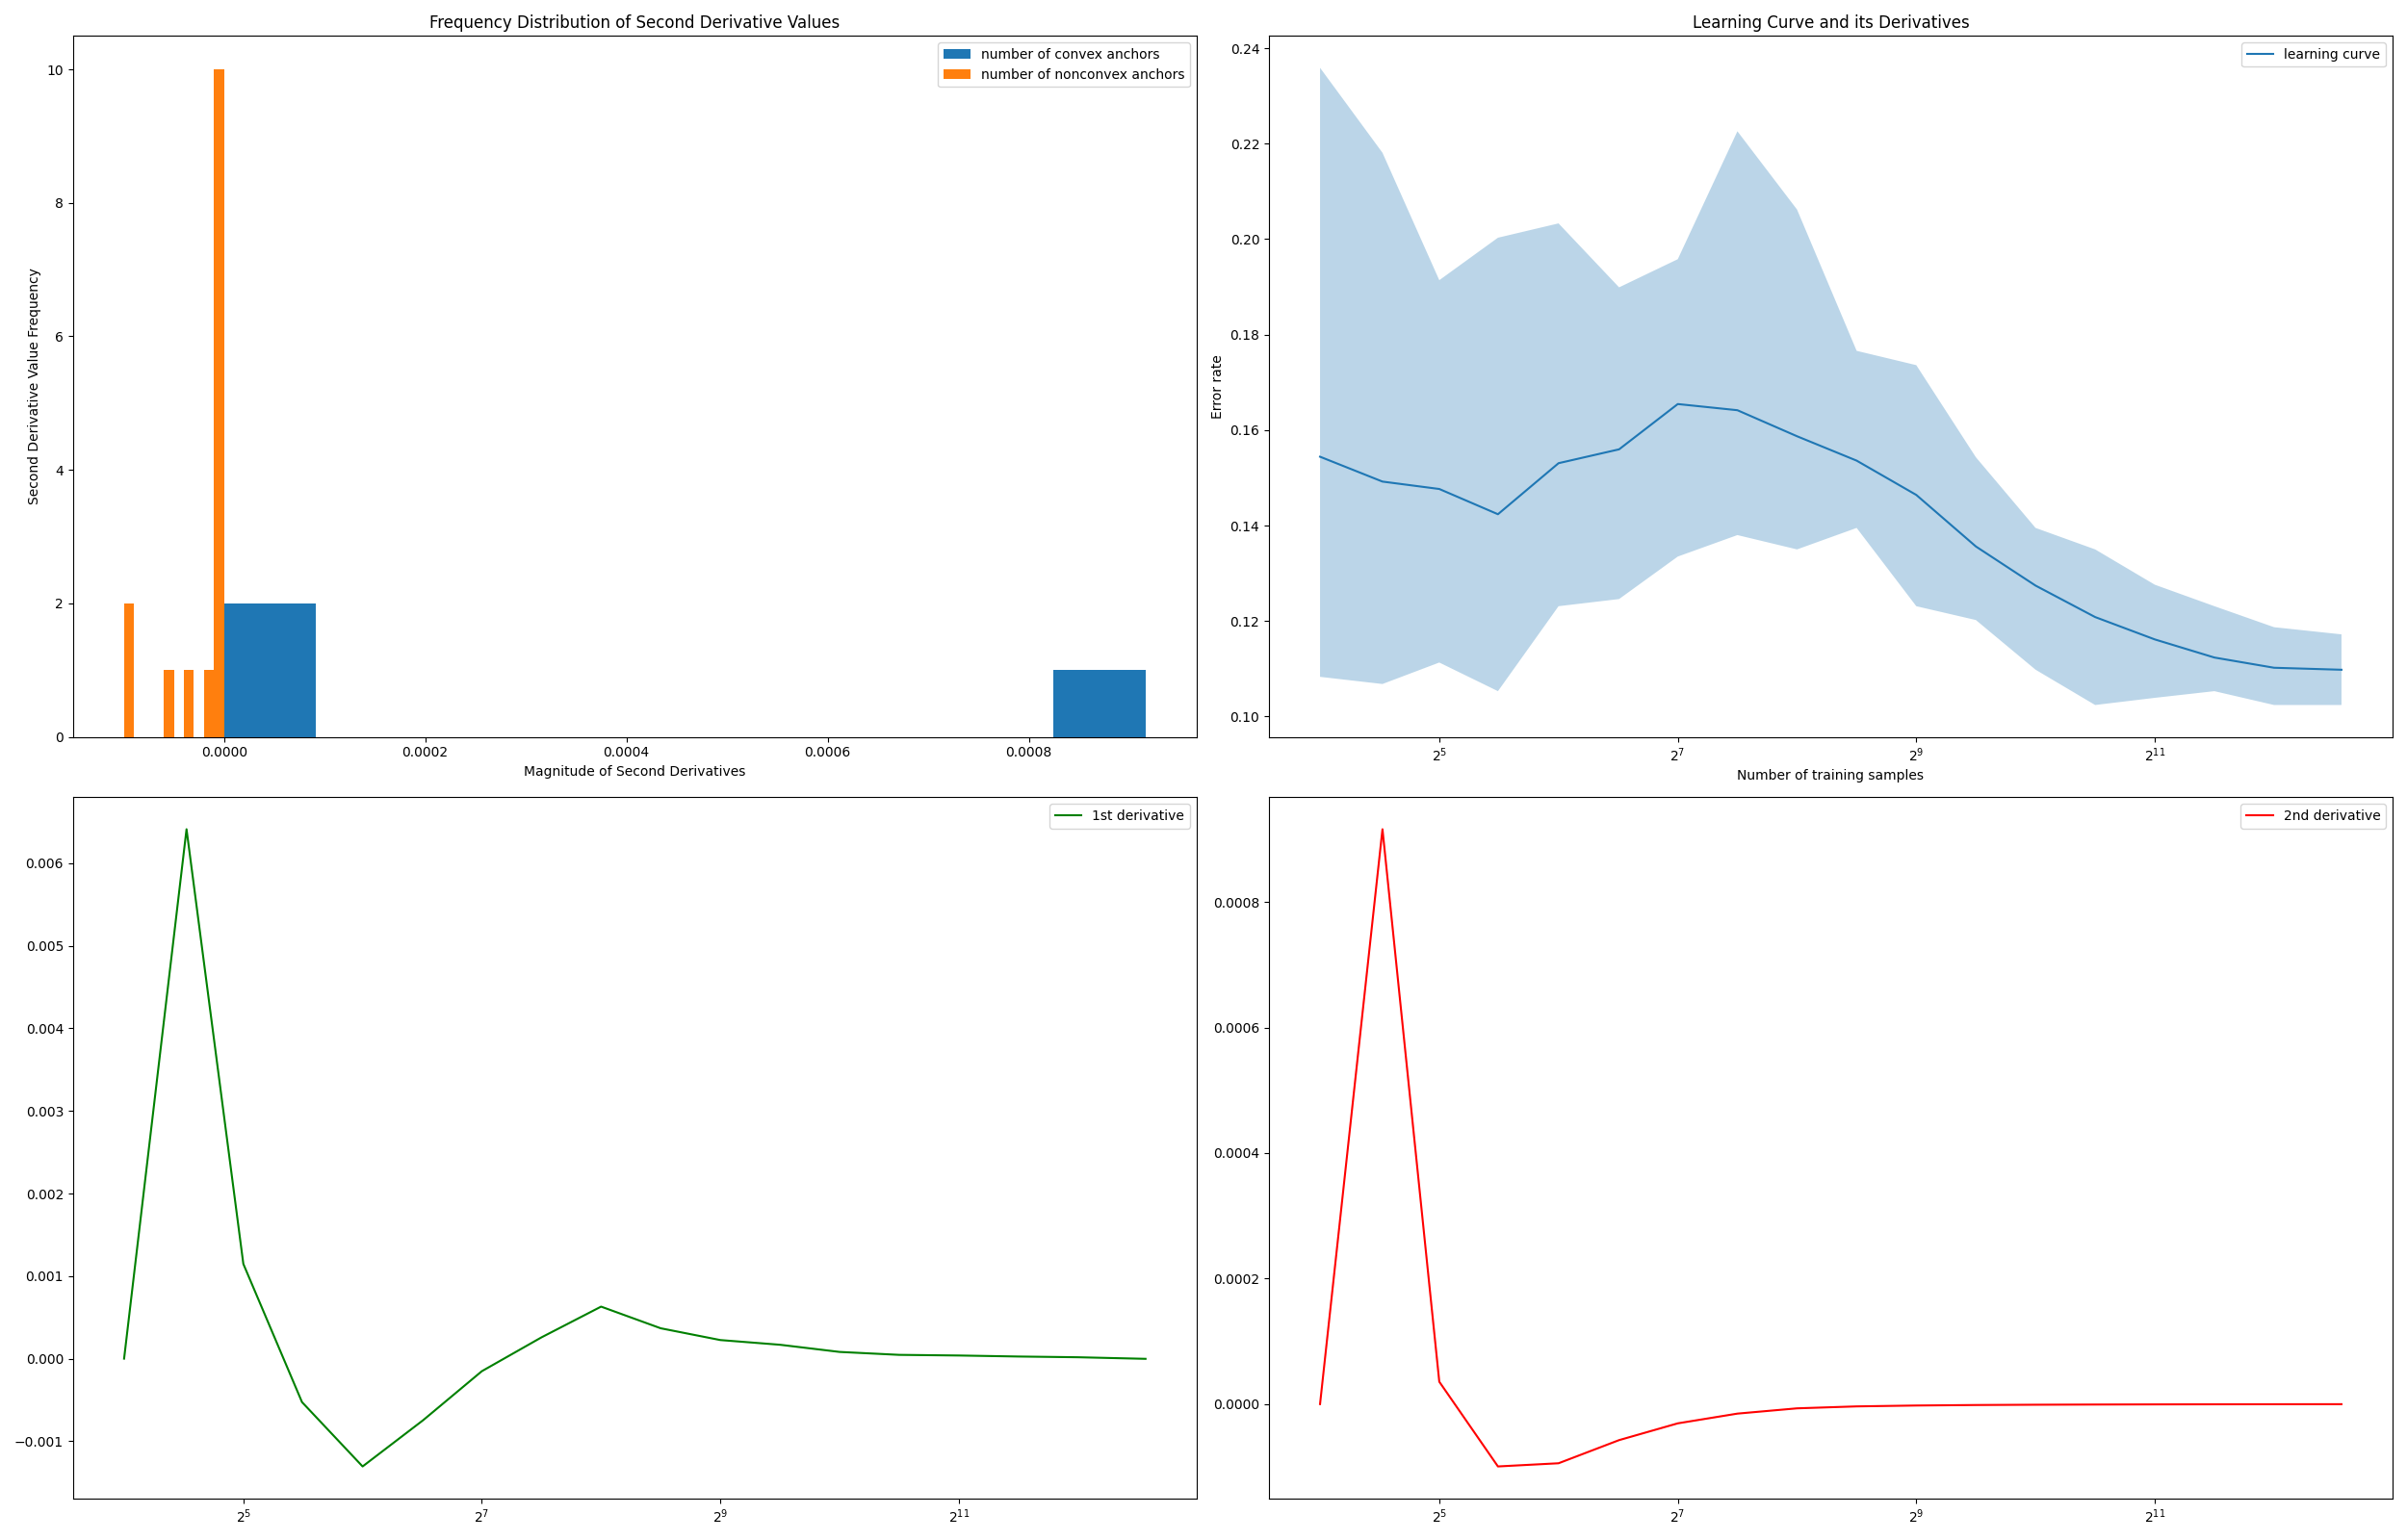 Frequency Distribution of Second Derivative Values
number of convex anchors
number of nonconvex anchors
10
8
6
4
2
0
Second Derivative Value Frequency
0.0000 0.0002 0.0004 0.0006 0.0008
Magnitude of Second Derivatives
Learning Curve and its Derivatives
learning curve
0.24
0.22
0.20
0.18
0.16
0.14
0.12
0.10
Error rate
2⁵ 2⁷ 2⁹ 2¹¹
Number of training samples
1st derivative
0.006
0.005
0.004
0.003
0.002
0.001
0.000
−0.001
2⁵ 2⁷ 2⁹ 2¹¹
2nd derivative
0.0008
0.0006
0.0004
0.0002
0.0000
2⁵ 2⁷ 2⁹ 2¹¹